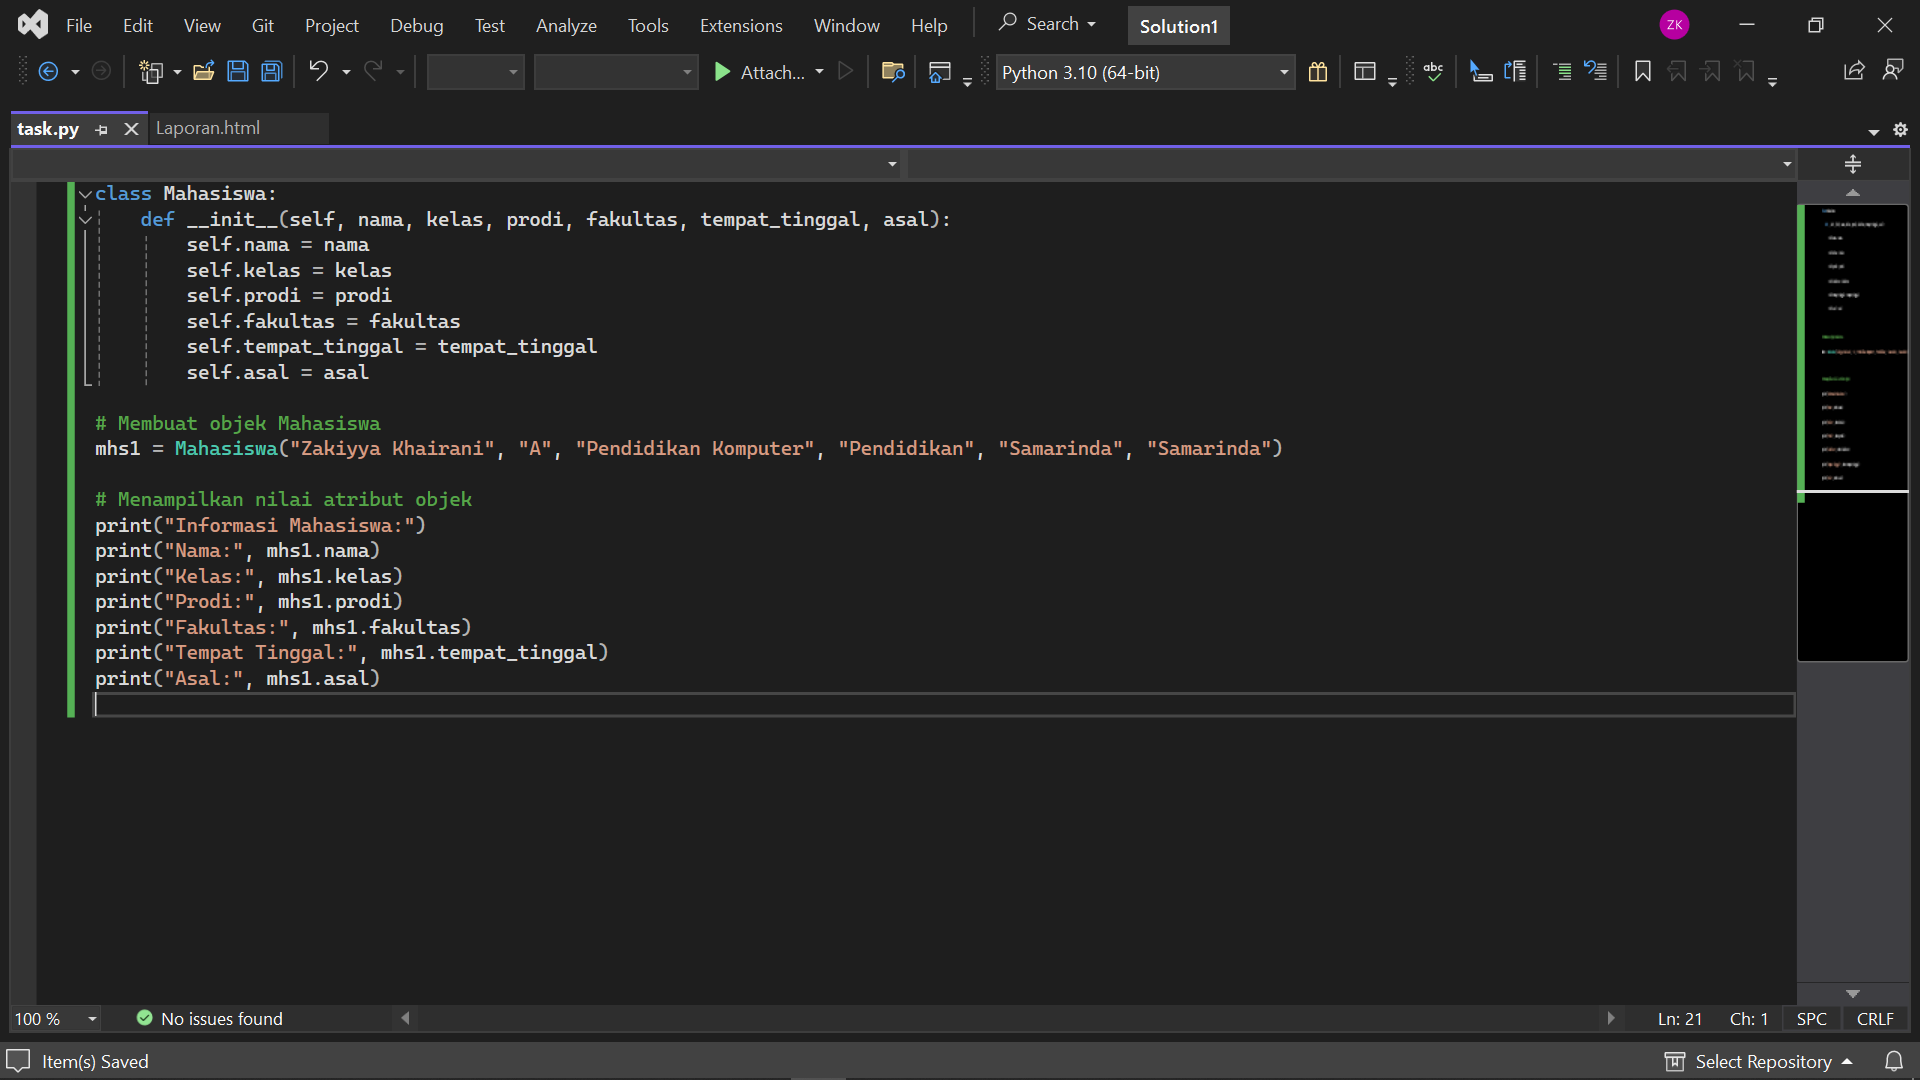 File Edit View Git Project Debug Test Analyze Tools Extensions Window Help Search Solution1 ZK
Attach... Python 3.10 (64-bit) abc
task.py Laporan.html
class Mahasiswa:
    def __init__(self, nama, kelas, prodi, fakultas, tempat_tinggal, asal):
        self.nama = nama
        self.kelas = kelas
        self.prodi = prodi
        self.fakultas = fakultas
        self.tempat_tinggal = tempat_tinggal
        self.asal = asal
# Membuat objek Mahasiswa
mhs1 = Mahasiswa("Zakiyya Khairani", "A", "Pendidikan Komputer", "Pendidikan", "Samarinda", "Samarinda")
# Menampilkan nilai atribut objek
print("Informasi Mahasiswa:")
print("Nama:", mhs1.nama)
print("Kelas:", mhs1.kelas)
print("Prodi:", mhs1.prodi)
print("Fakultas:", mhs1.fakultas)
print("Tempat Tinggal:", mhs1.tempat_tinggal)
print("Asal:", mhs1.asal)
100 % No issues found Ln: 21 Ch: 1 SPC CRLF
Item(s) Saved Select Repository